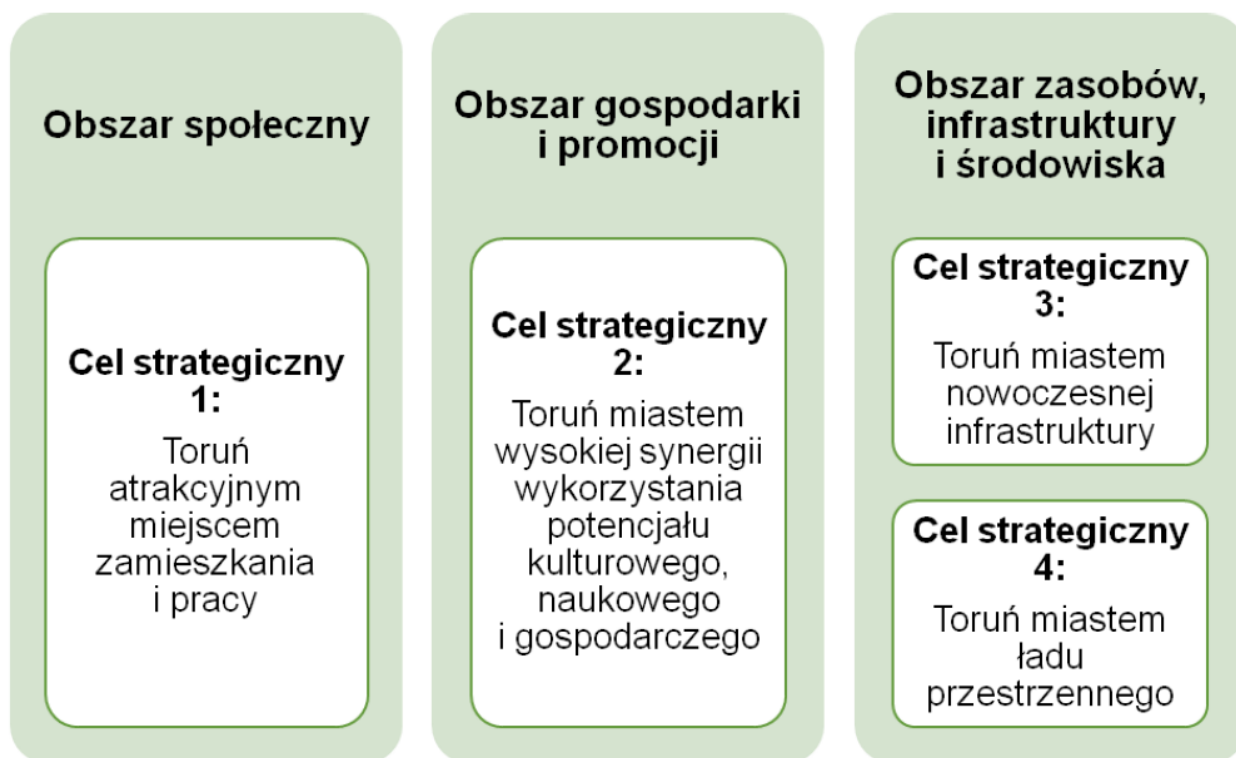 Obszar społeczny
Cel strategiczny
1:
Toruń
atrakcyjnym
miejscem
zamieszkania
i pracy
Obszar gospodarki
i promocji
Cel strategiczny
2:
Toruń miastem
wysokiej synergii
wykorzystania
potencjału
kulturowego,
naukowego
i gospodarczego
Obszar zasobów,
infrastruktury
i środowiska
Cel strategiczny
3:
Toruń miastem
nowoczesnej
infrastruktury
Cel strategiczny
4:
Toruń miastem
ładu
przestrzennego